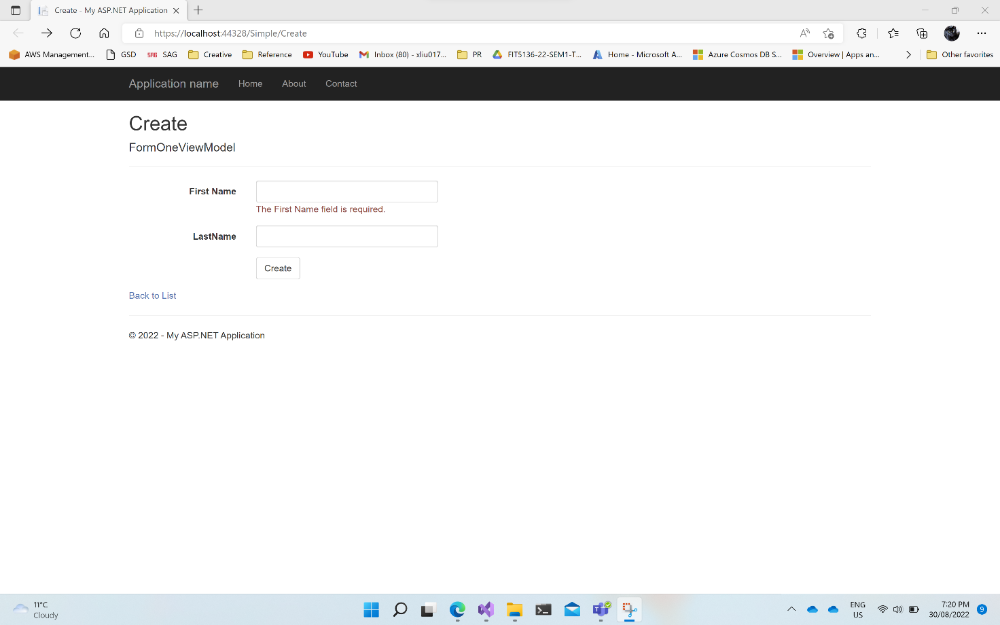 Create - My ASP.NET Application
https://localhost:44328/Simple/Create
AWS Management... GSD SAG SAG Creative Reference YouTube Inbox (80) - xliu017... PR FIT5136-22-SEM1-T... Home - Microsoft A... Azure Cosmos DB S... Overview | Apps an... Other favorites
Application name Home About Contact
Create
FormOneViewModel
First Name
The First Name field is required.
LastName
Create
Back to List
© 2022 - My ASP.NET Application
11°C
Cloudy
ENG
US
7:20 PM
30/08/2022
9